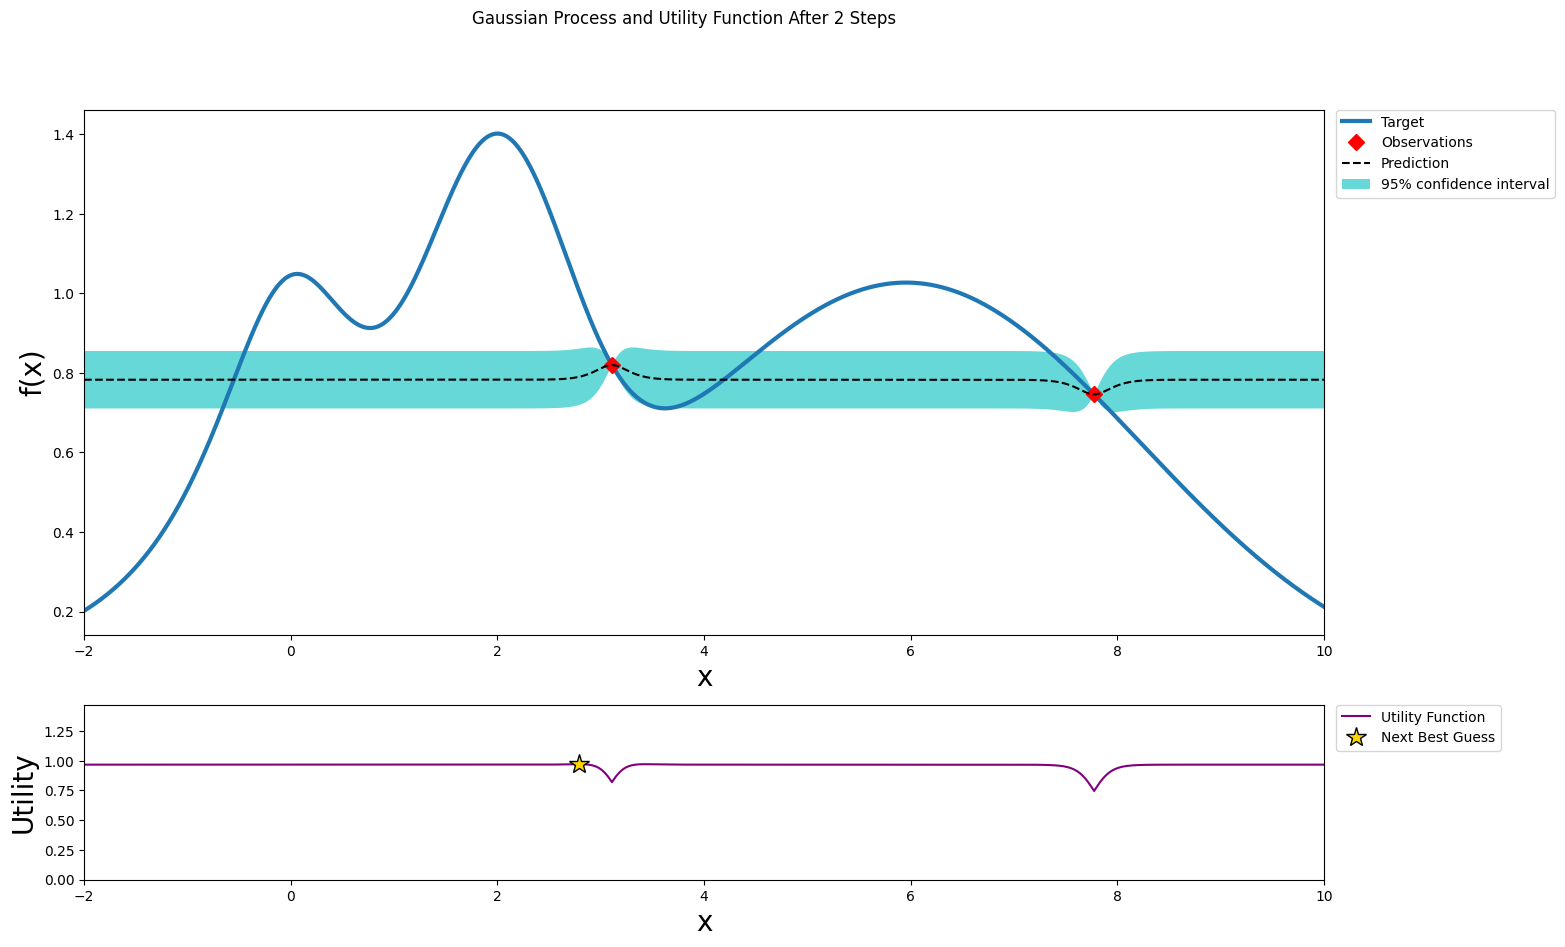 Gaussian Process and Utility Function After 2 Steps
f(x)
1.4
1.2
1.0
0.8
0.6
0.4
0.2
−2
0
2
4
6
8
10
x
Target
Observations
Prediction
95% confidence interval
Utility
1.25
1.00
0.75
0.50
0.25
0.00
−2
0
2
4
6
8
10
x
Utility Function
Next Best Guess